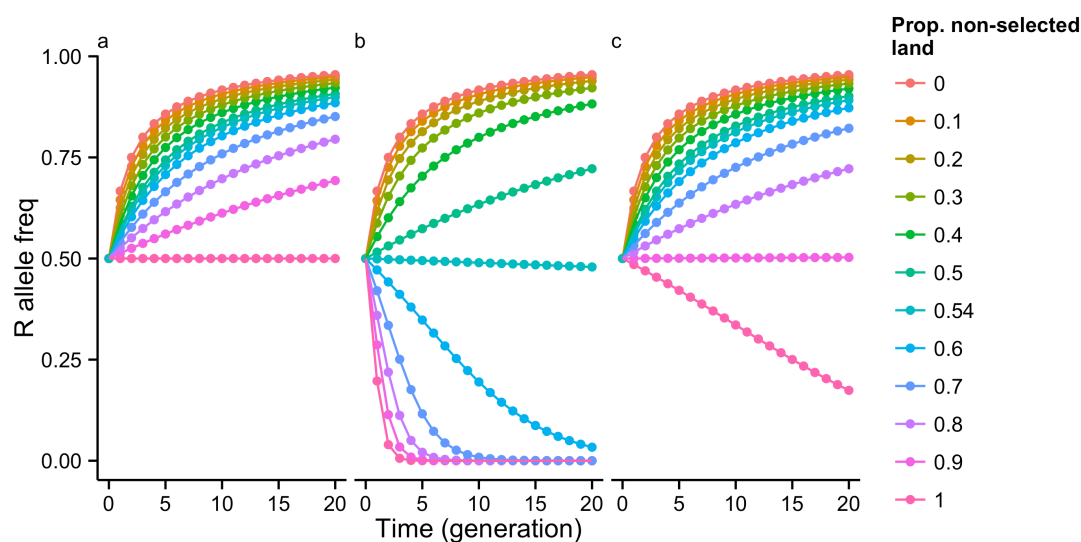 a
b
c
Prop. non-selected
land
0
0.1
0.2
0.3
0.4
0.5
0.54
0.6
0.7
0.8
0.9
1
R allele freq
1.00
0.75
0.50
0.25
0.00
0 5 10 15 20
0 5 10 15 20
0 5 10 15 20
Time (generation)